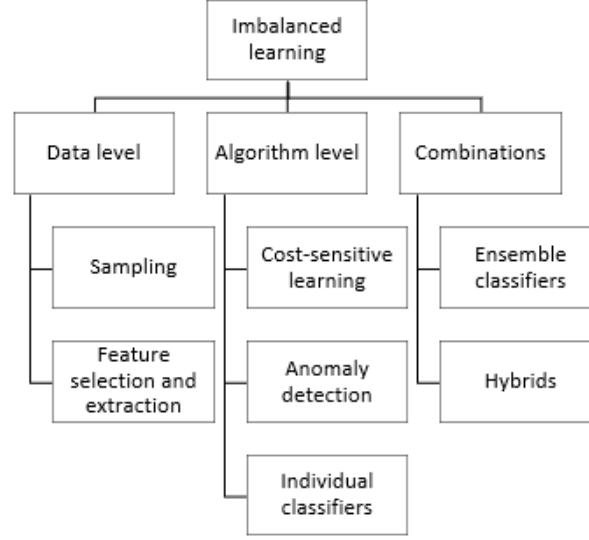 Imbalanced
learning
Data level
Algorithm level
Combinations
Sampling
Cost-sensitive
learning
Ensemble
classifiers
Feature
selection and
extraction
Anomaly
detection
Hybrids
Individual
classifiers